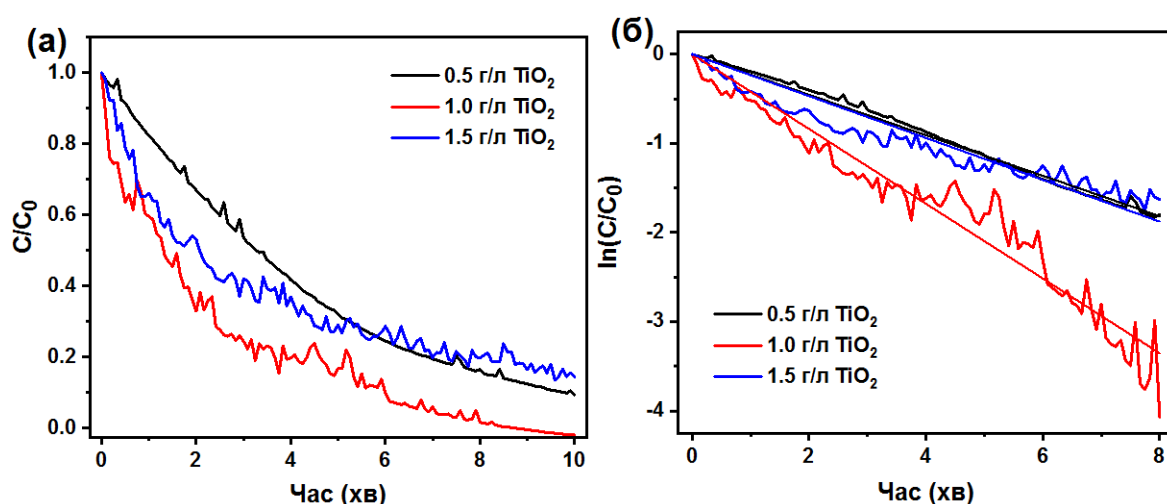 (а)
1.0
0.8
0.6
0.4
0.2
0.0
C/C₀
0.5 г/л TiO₂
1.0 г/л TiO₂
1.5 г/л TiO₂
0 2 4 6 8 10
Час (хв)
(б)
0
-1
-2
-3
-4
ln(C/C₀)
0.5 г/л TiO₂
1.0 г/л TiO₂
1.5 г/л TiO₂
0 2 4 6 8
Час (хв)